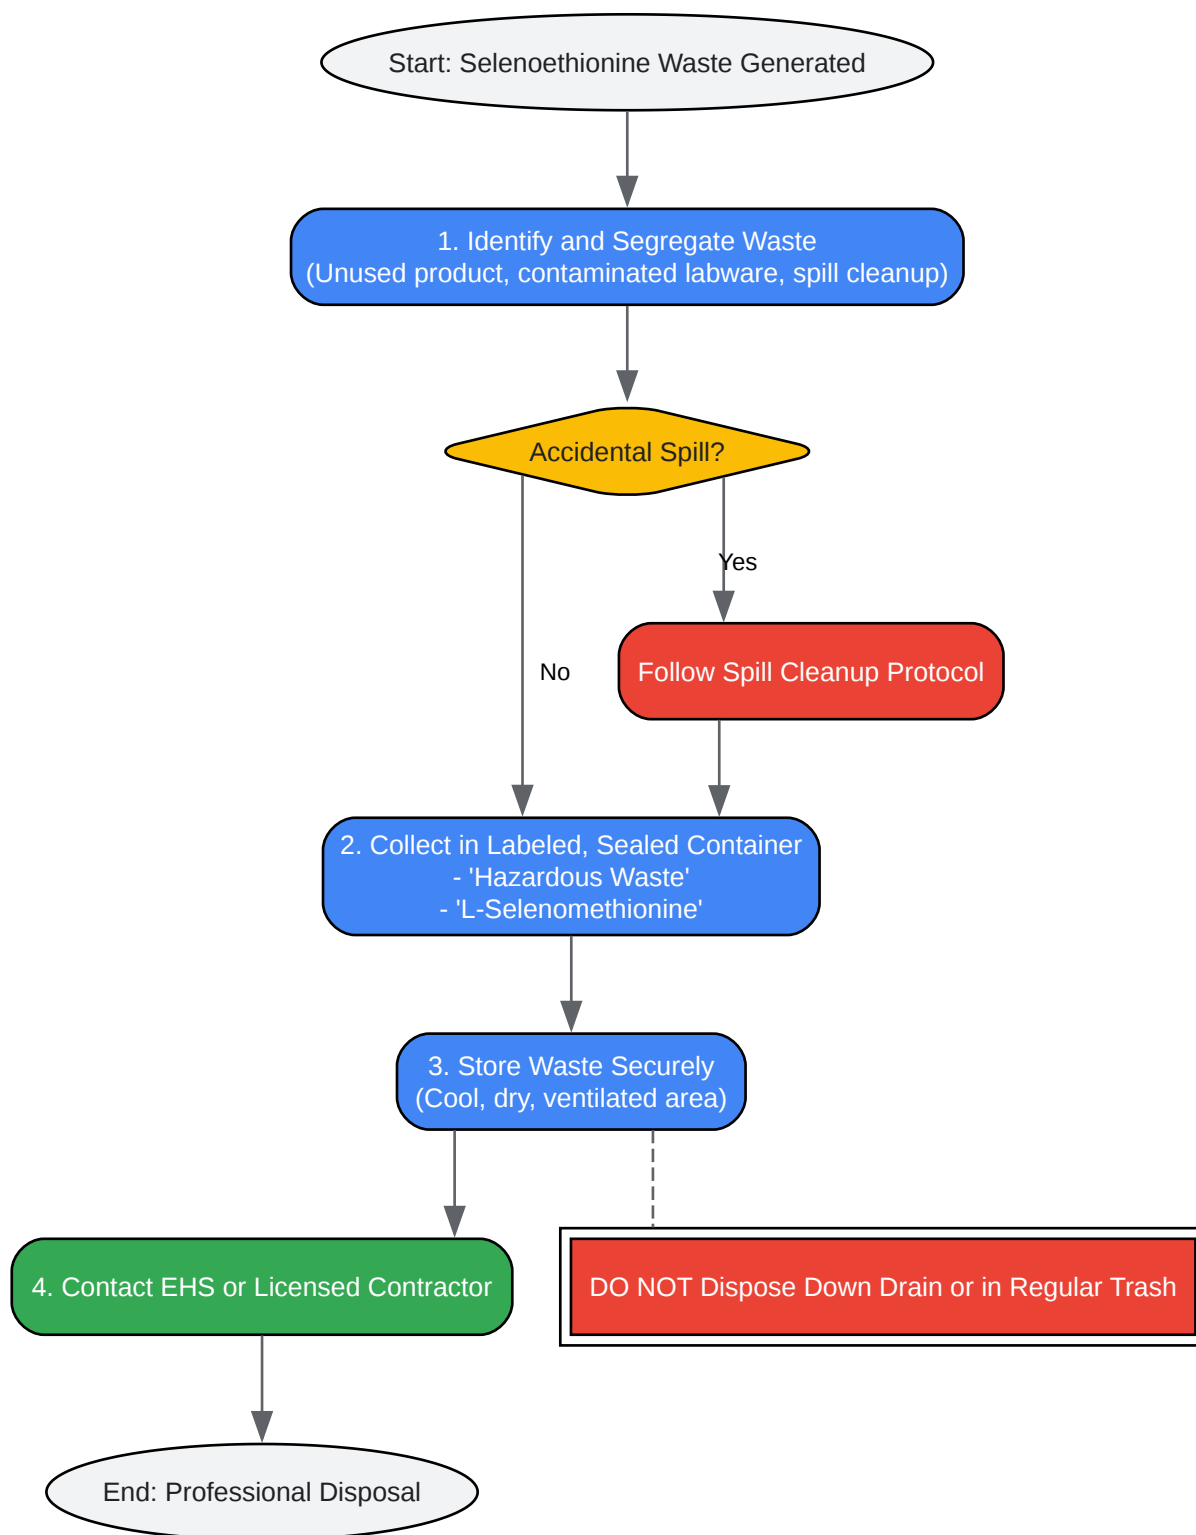 Start: Selenoethionine Waste Generated
1. Identify and Segregate Waste
(Unused product, contaminated labware, spill cleanup)
Accidental Spill?
Yes
No
Follow Spill Cleanup Protocol
2. Collect in Labeled, Sealed Container
- 'Hazardous Waste'
- 'L-Selenomethionine'
3. Store Waste Securely
(Cool, dry, ventilated area)
4. Contact EHS or Licensed Contractor
DO NOT Dispose Down Drain or in Regular Trash
End: Professional Disposal